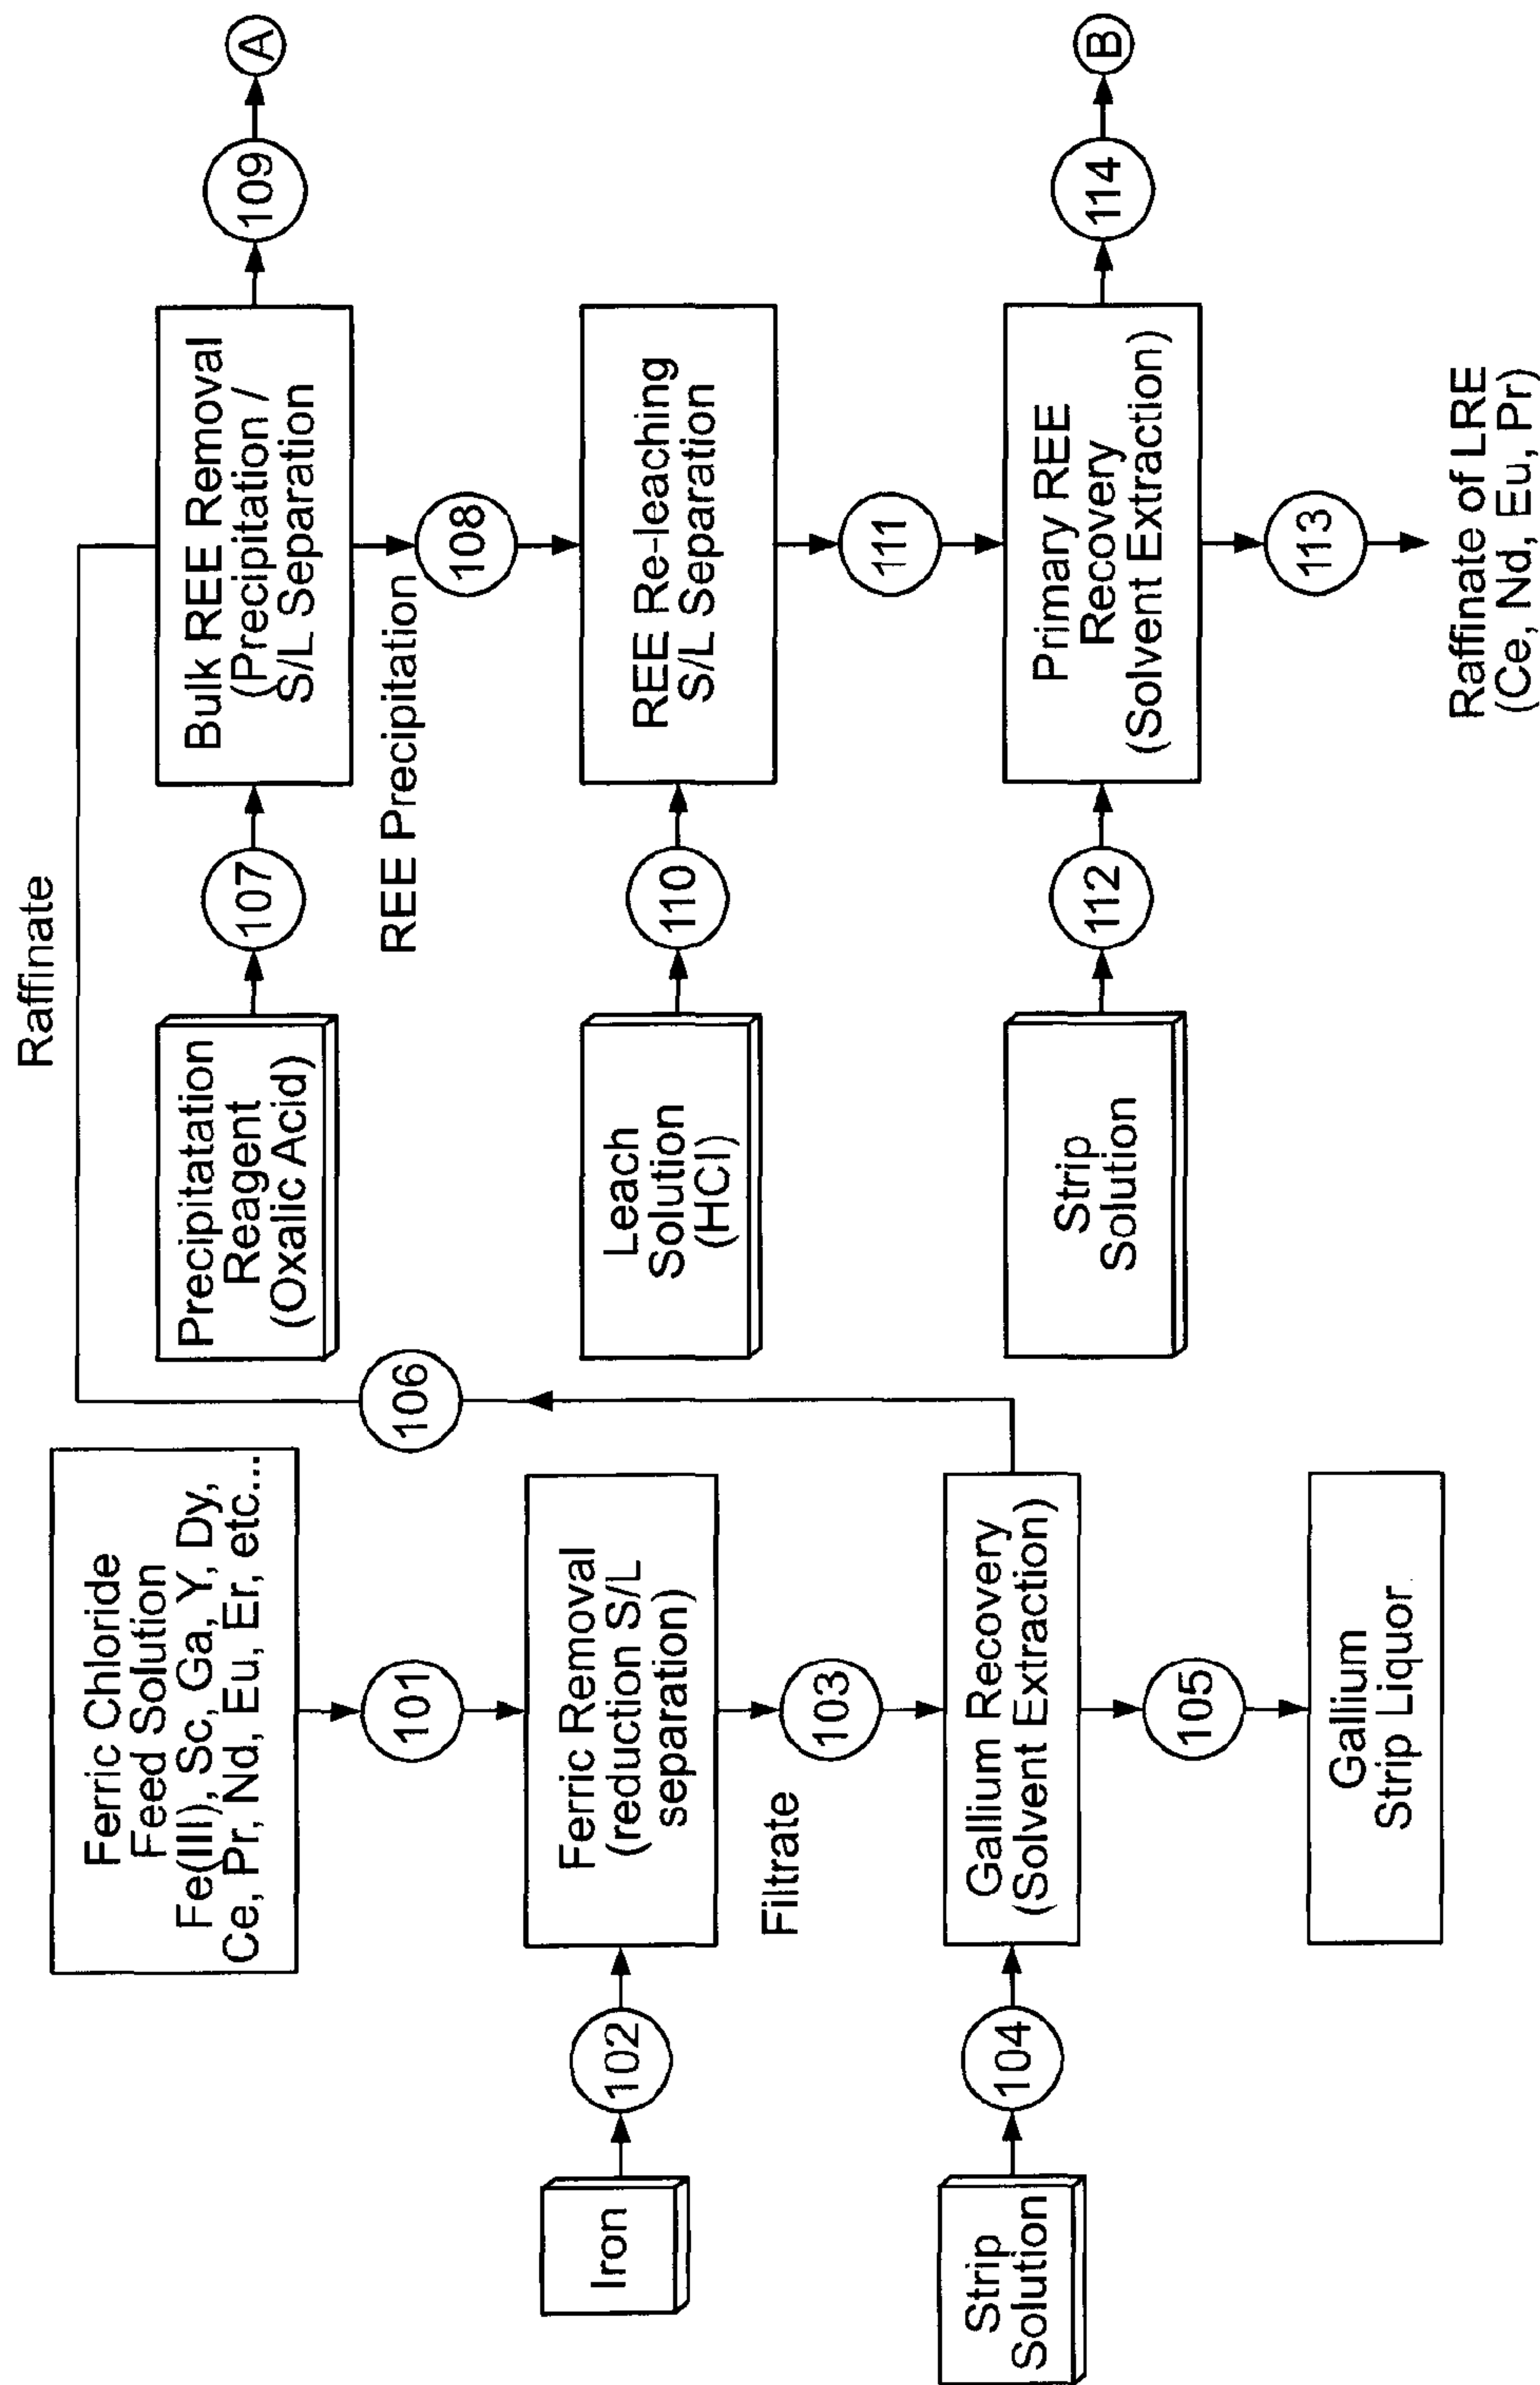 Ferric Chloride
Feed Solution
Fe(III), Sc, Ga, Y, Dy,
Ce, Pr, Nd, Eu, Er, etc...
101
Iron
102
Ferric Removal
(reduction S/L
separation)
Filtrate
103
Strip
Solution
104
Gallium Recovery
(Solvent Extraction)
105
Gallium
Strip Liquor
106
Raffinate
Precipitation
Reagent
(Oxalic Acid)
107
Bulk REE Removal
(Precipitation /
S/L Separation
109
A
REE Precipitation
108
Leach
Solution
(HCl)
110
REE Re-leaching
S/L Separation
111
Strip
Solution
112
Primary REE
Recovery
(Solvent Extraction)
114
B
113
Raffinate of LRE
(Ce, Nd, Eu, Pr)